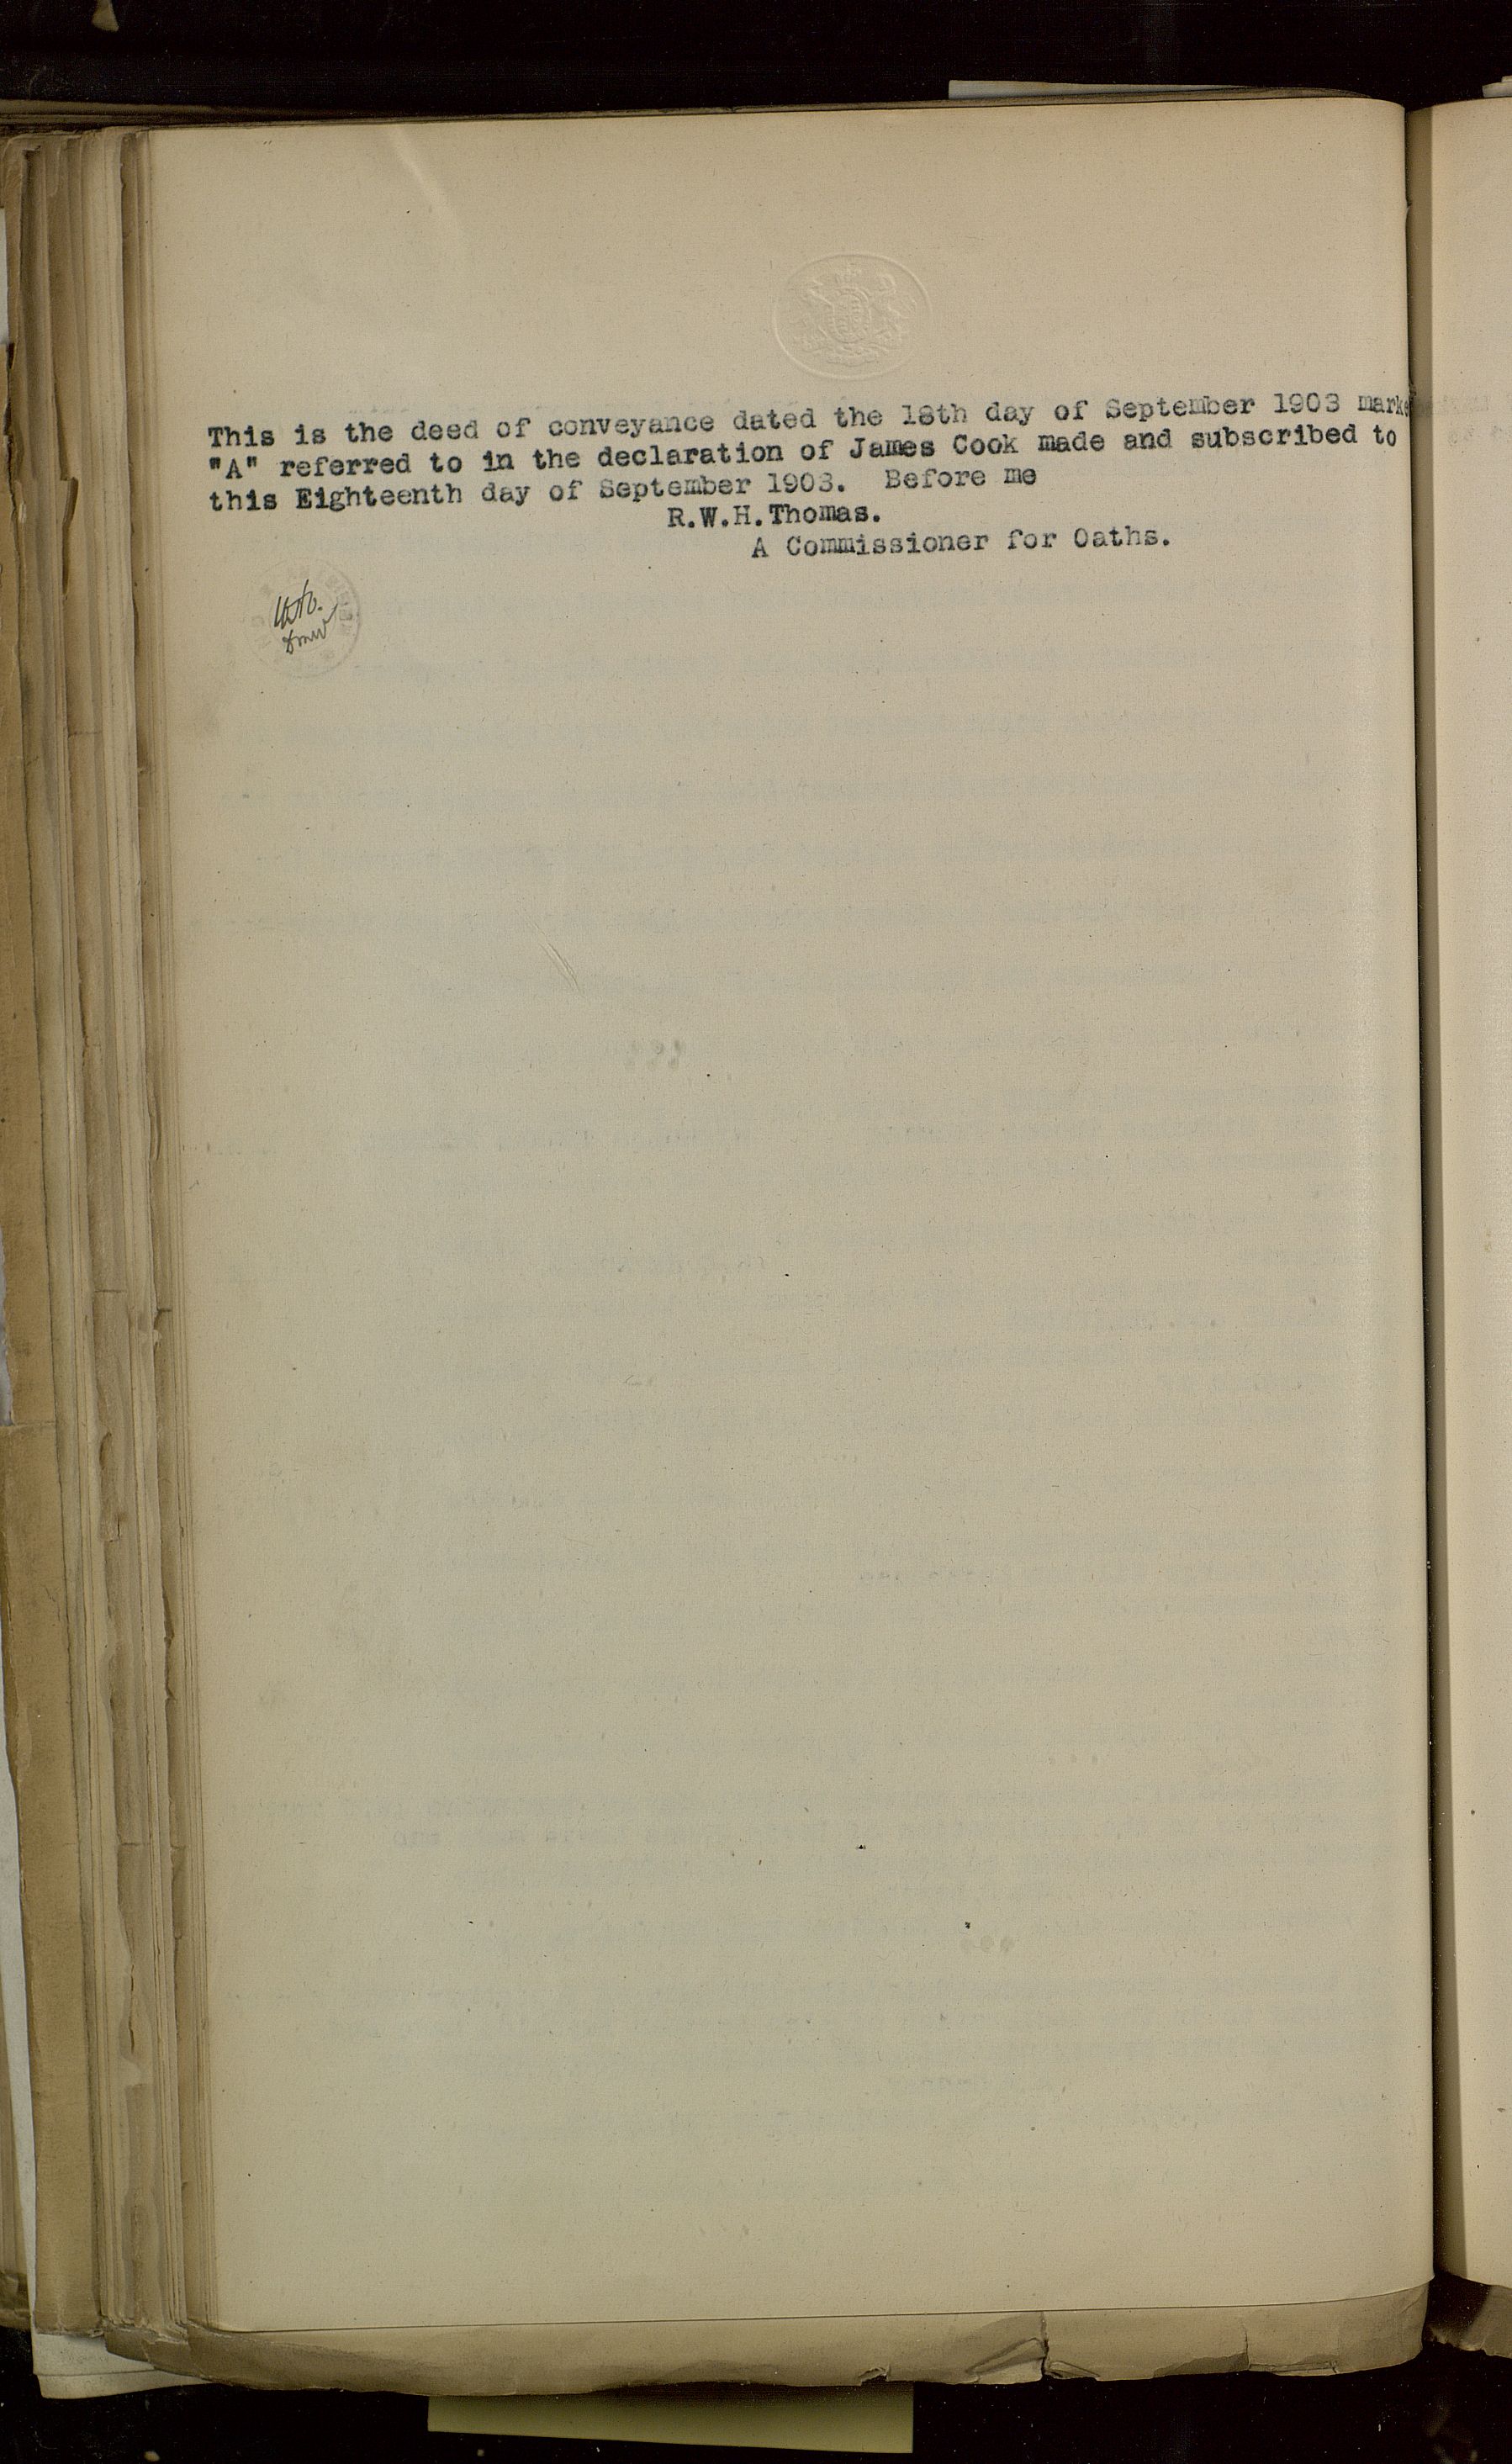 This is the deed of conveyance dated the 18th day of September 1903 marke
"A" referred to in the declaration of James Cook made and subscribed to
this Eighteenth day of September 1903. Before me
R.W.H.Thomas.
A Commissioner for Oaths.